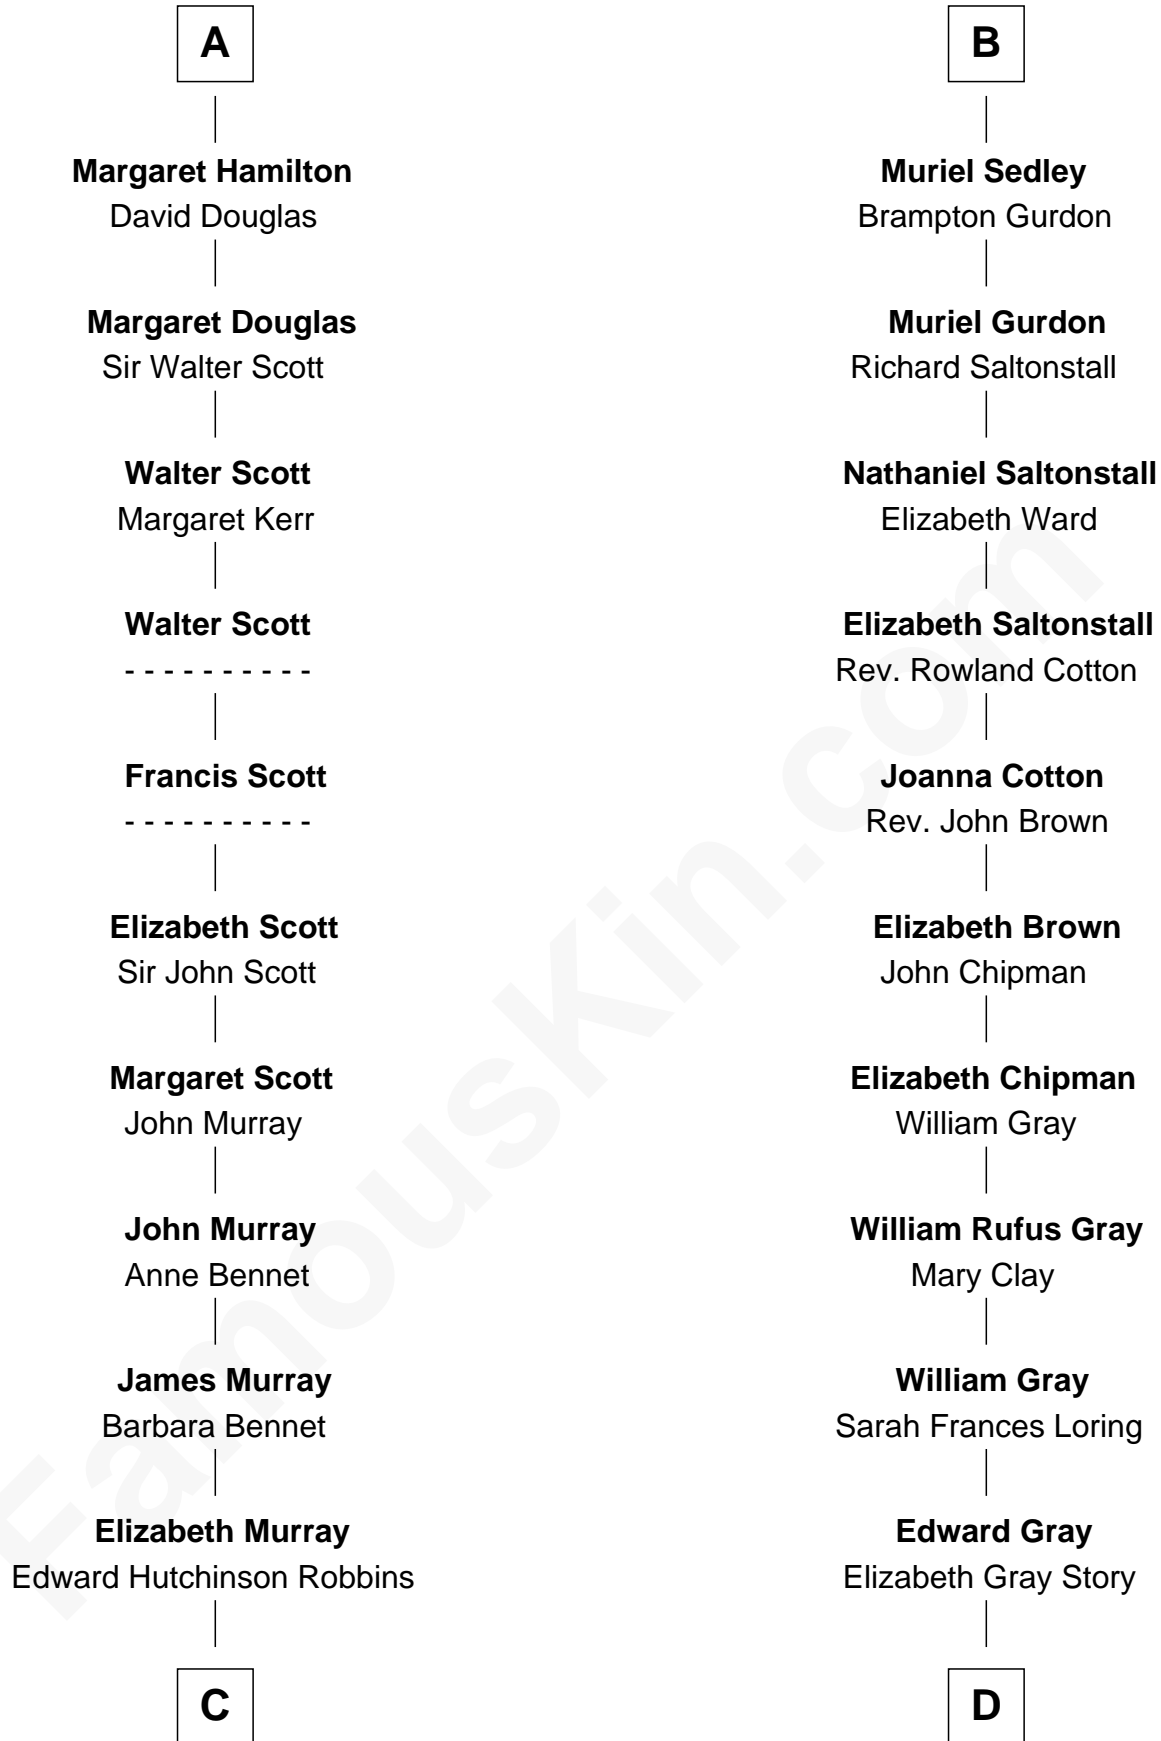 A
Margaret Hamilton
David Douglas
Margaret Douglas
Sir Walter Scott
Walter Scott
Margaret Kerr
Walter Scott
- - - - - - - - - -
Francis Scott
- - - - - - - - - -
Elizabeth Scott
Sir John Scott
Margaret Scott
John Murray
John Murray
Anne Bennet
James Murray
Barbara Bennet
Elizabeth Murray
Edward Hutchinson Robbins
C
B
Muriel Sedley
Brampton Gurdon
Muriel Gurdon
Richard Saltonstall
Nathaniel Saltonstall
Elizabeth Ward
Elizabeth Saltonstall
Rev. Rowland Cotton
Joanna Cotton
Rev. John Brown
Elizabeth Brown
John Chipman
Elizabeth Chipman
William Gray
William Rufus Gray
Mary Clay
William Gray
Sarah Frances Loring
Edward Gray
Elizabeth Gray Story
D
FamousKin.com